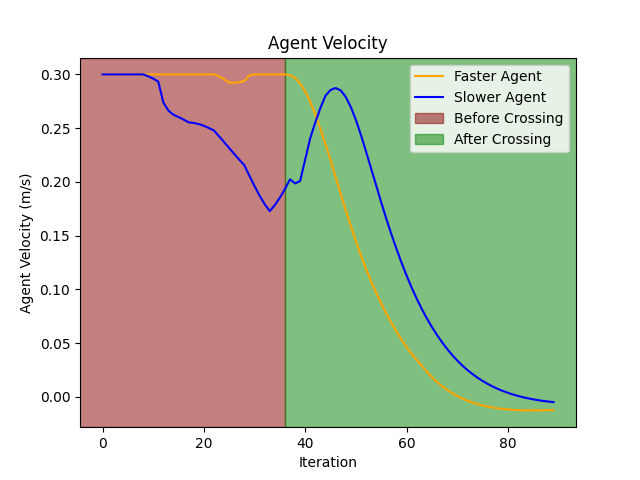 Agent Velocity
Agent Velocity (m/s)
0.30
0.25
0.20
0.15
0.10
0.05
0.00
Faster Agent
Slower Agent
Before Crossing
After Crossing
0 20 40 60 80
Iteration